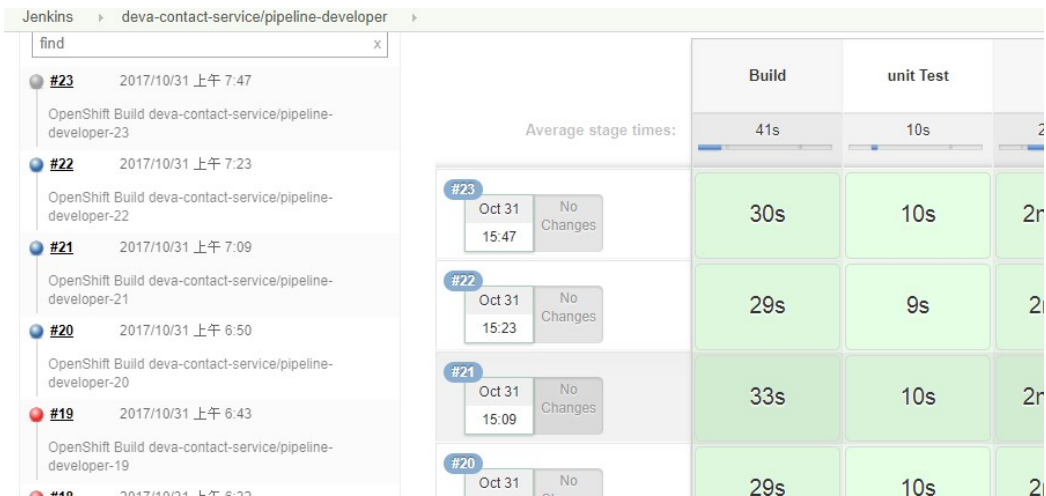 Jenkins deva-contact-service/pipeline-developer
find x
#23 2017/10/31 上午 7:47
OpenShift Build deva-contact-service/pipeline-
developer-23
#22 2017/10/31 上午 7:23
OpenShift Build deva-contact-service/pipeline-
developer-22
#21 2017/10/31 上午 7:09
OpenShift Build deva-contact-service/pipeline-
developer-21
#20 2017/10/31 上午 6:50
OpenShift Build deva-contact-service/pipeline-
developer-20
#19 2017/10/31 上午 6:43
OpenShift Build deva-contact-service/pipeline-
developer-19
Build unit Test
Average stage times: 41s 10s
#23
Oct 31 No
Changes
15:47
30s 10s
#22
Oct 31 No
Changes
15:23
29s 9s
#21
Oct 31 No
Changes
15:09
33s 10s
#20
Oct 31 No
29s 10s